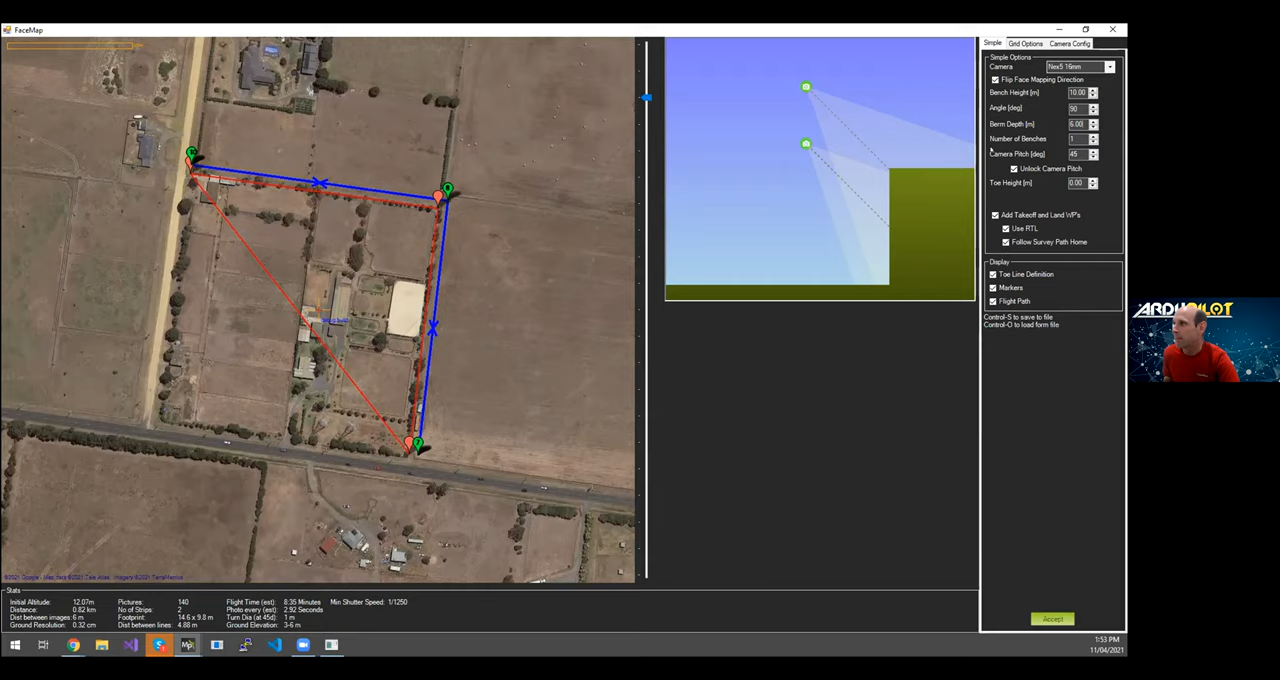 FaceMap
Simple
Grid Options
Camera Config
Simple Options
Camera
Nex5 16mm
Flip Face Mapping Direction
Bench Height [m]
10.00
Angle [deg]
90
Berm Depth [m]
6.00
Number of Benches
1
Camera Pitch [deg]
45
Unlock Camera Pitch
Toe Height [m]
0.00
Add Takeoff and Land WP's
Use RTL
Follow Survey Path Home
Display
Toe Line Definition
Markers
Flight Path
Control-S to save to file
Control-O to load form file
ARDUPILOT
Accept
Stats
Initial Altitude: 12.07m
Distance: 0.82 km
Dist between images: 6 m
Ground Resolution: 0.32 cm
Pictures: 140
No of Strips: 2
Footprint: 14.6 x 9.8 m
Dist between lines: 4.88 m
Flight Time (est): 8:35 Minutes
Photo every (est): 2.92 Seconds
Turn Dia (at 45d): 1 m
Ground Elevation: 3-6 m
Min Shutter Speed: 1/1250
1:53 PM
11/04/2021